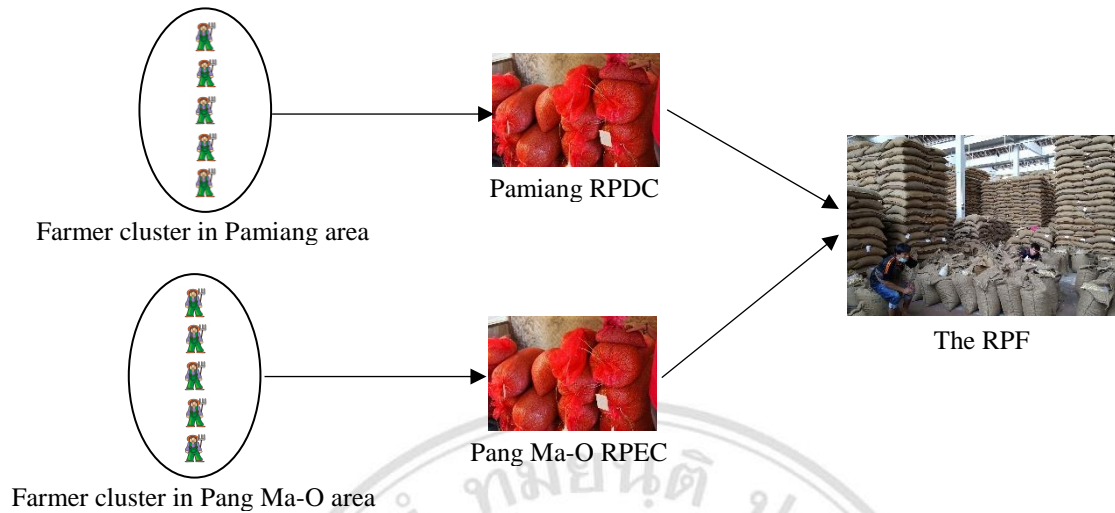 Pamiang RPDC
Farmer cluster in Pamiang area
The RPF
Pang Ma-O RPEC
Farmer cluster in Pang Ma-O area